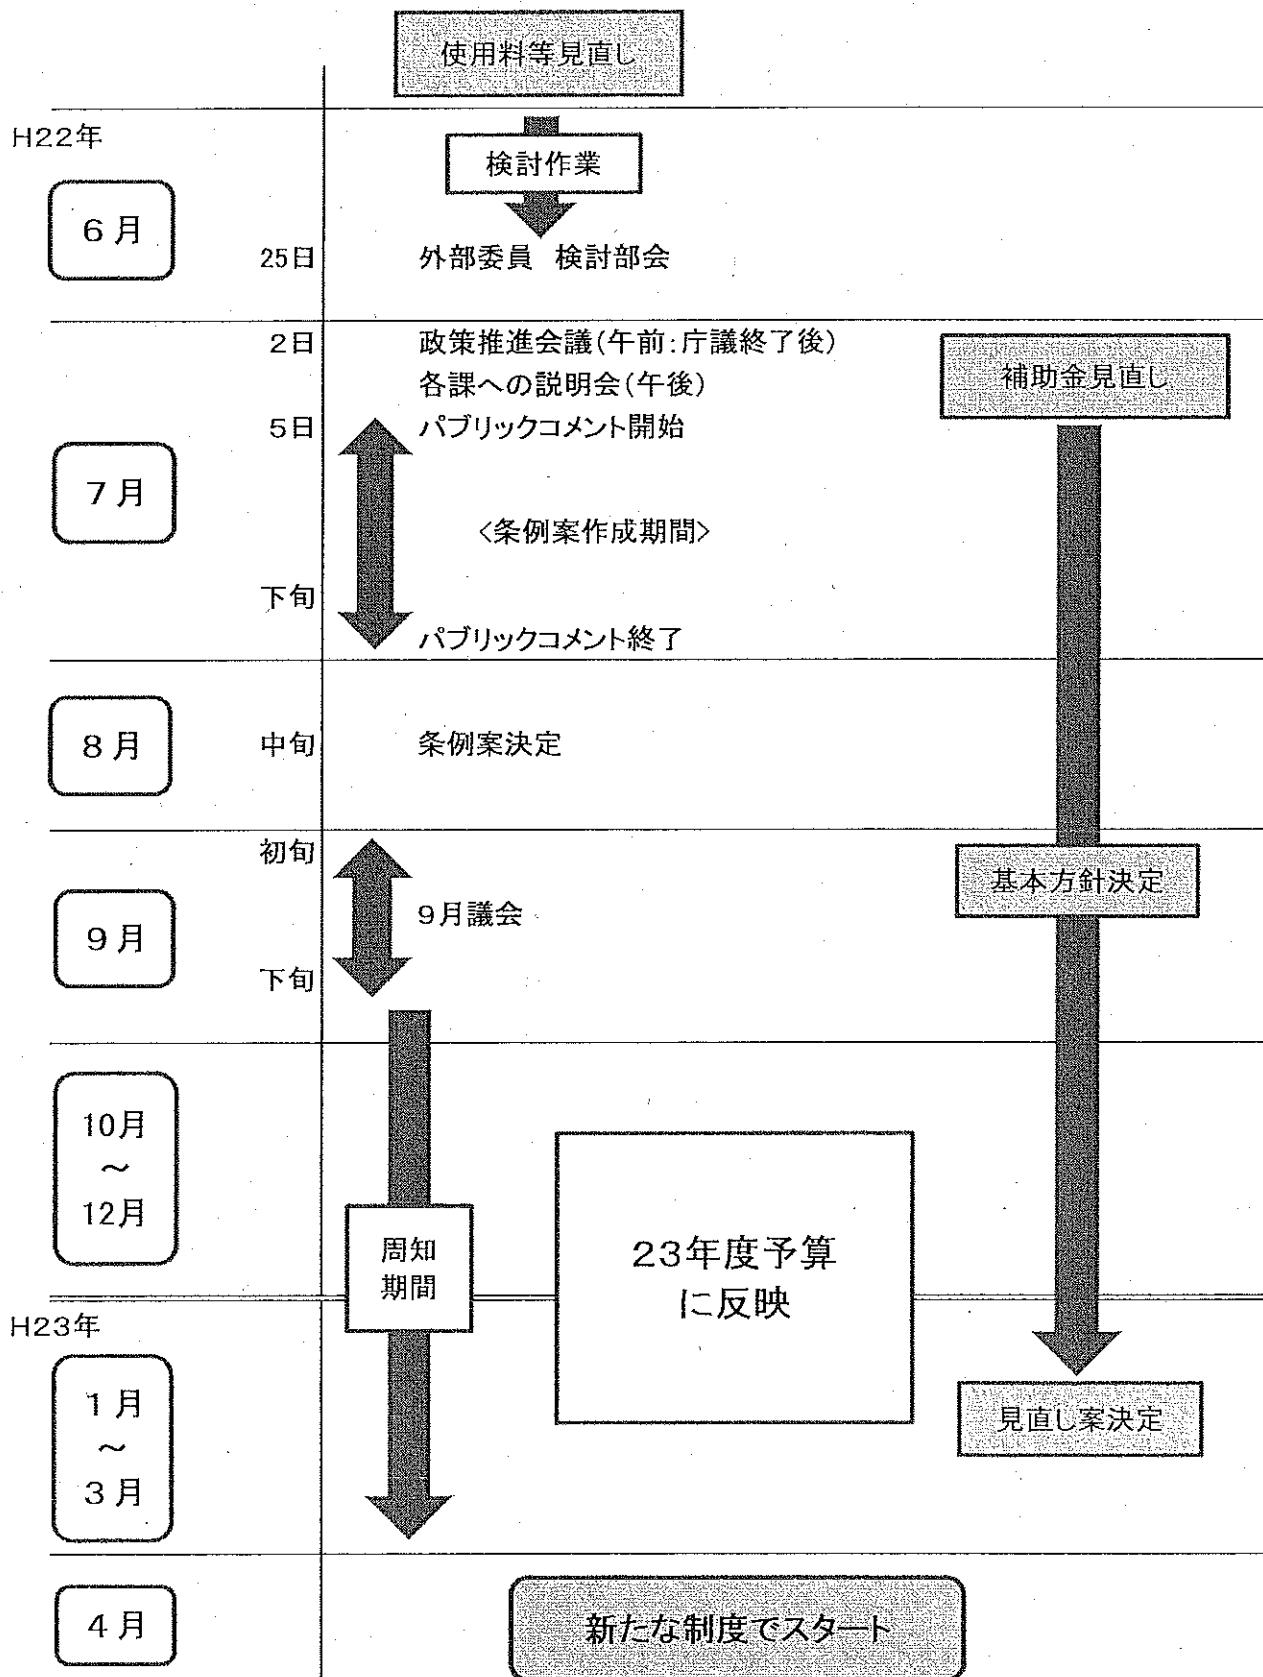 使用料等見直し
H22年
検討作業
6月
25日
外部委員 検討部会
2日
政策推進会議(午前:庁議終了後)
各課への説明会(午後)
補助金見直し
5日
パブリックコメント開始
7月
<条例案作成期間>
下旬
パブリックコメント終了
8月
中旬
条例案決定
初旬
基本方針決定
9月議会
9月
下旬
10月
～
12月
周知
期間
23年度予算
に反映
H23年
1月
～
3月
見直し案決定
4月
新たな制度でスタート